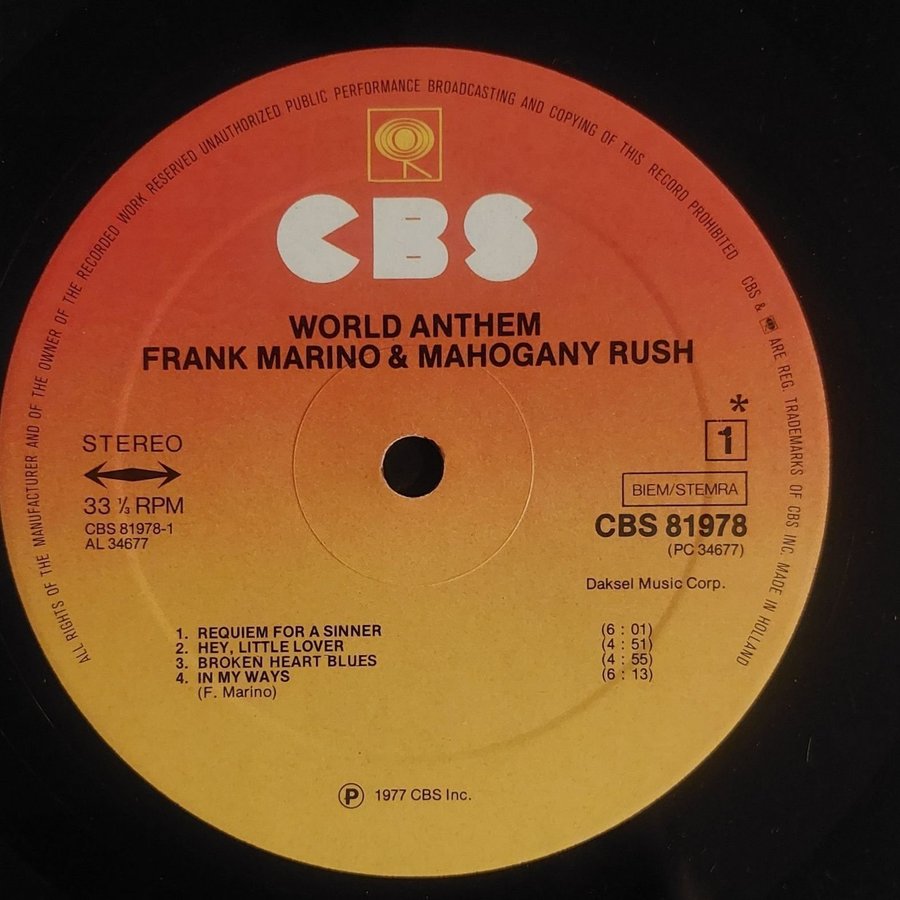 ALL RIGHTS OF THE MANUFACTURER AND OF THE OWNER OF THE RECORDED WORK RESERVED UNAUTHORIZED PUBLIC PERFORMANCE BROADCASTING AND COPYING OF THIS RECORD PROHIBITED
CBS & ARE REG. TRADEMARKS OF CBS INC. MADE IN HOLLAND
CBS
WORLD ANTHEM
FRANK MARINO & MAHOGANY RUSH
STEREO
33 ⅓ RPM
CBS 81978-1
AL 34677
*
1
BIEM/STEMRA
CBS 81978
(PC 34677)
Daksel Music Corp.
1. REQUIEM FOR A SINNER (6 : 01)
2. HEY, LITTLE LOVER (4 : 51)
3. BROKEN HEART BLUES (4 : 55)
4. IN MY WAYS (6 : 13)
(F. Marino)
Ⓟ 1977 CBS Inc.